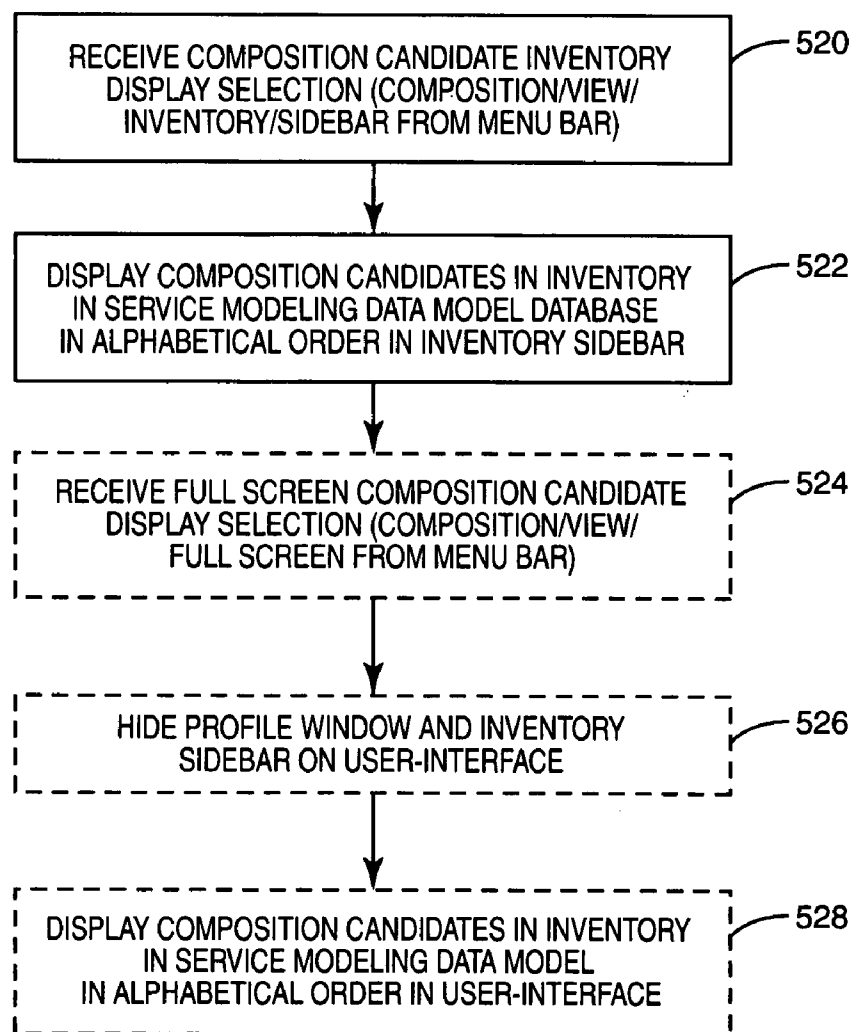 RECEIVE COMPOSITION CANDIDATE INVENTORY
DISPLAY SELECTION (COMPOSITION/VIEW/
INVENTORY/SIDEBAR FROM MENU BAR)
520
DISPLAY COMPOSITION CANDIDATES IN INVENTORY
IN SERVICE MODELING DATA MODEL DATABASE
IN ALPHABETICAL ORDER IN INVENTORY SIDEBAR
522
RECEIVE FULL SCREEN COMPOSITION CANDIDATE
DISPLAY SELECTION (COMPOSITION/VIEW/
FULL SCREEN FROM MENU BAR)
524
HIDE PROFILE WINDOW AND INVENTORY
SIDEBAR ON USER-INTERFACE
526
DISPLAY COMPOSITION CANDIDATES IN INVENTORY
IN SERVICE MODELING DATA MODEL
IN ALPHABETICAL ORDER IN USER-INTERFACE
528